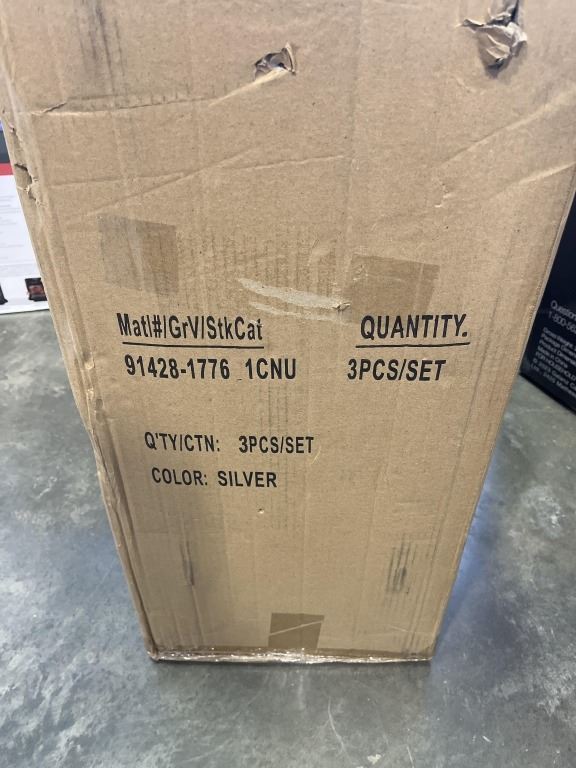 Matl#/GrV/StkCat QUANTITY.
91428-1776 1CNU 3PCS/SET
Q'TY/CTN: 3PCS/SET
COLOR: SILVER